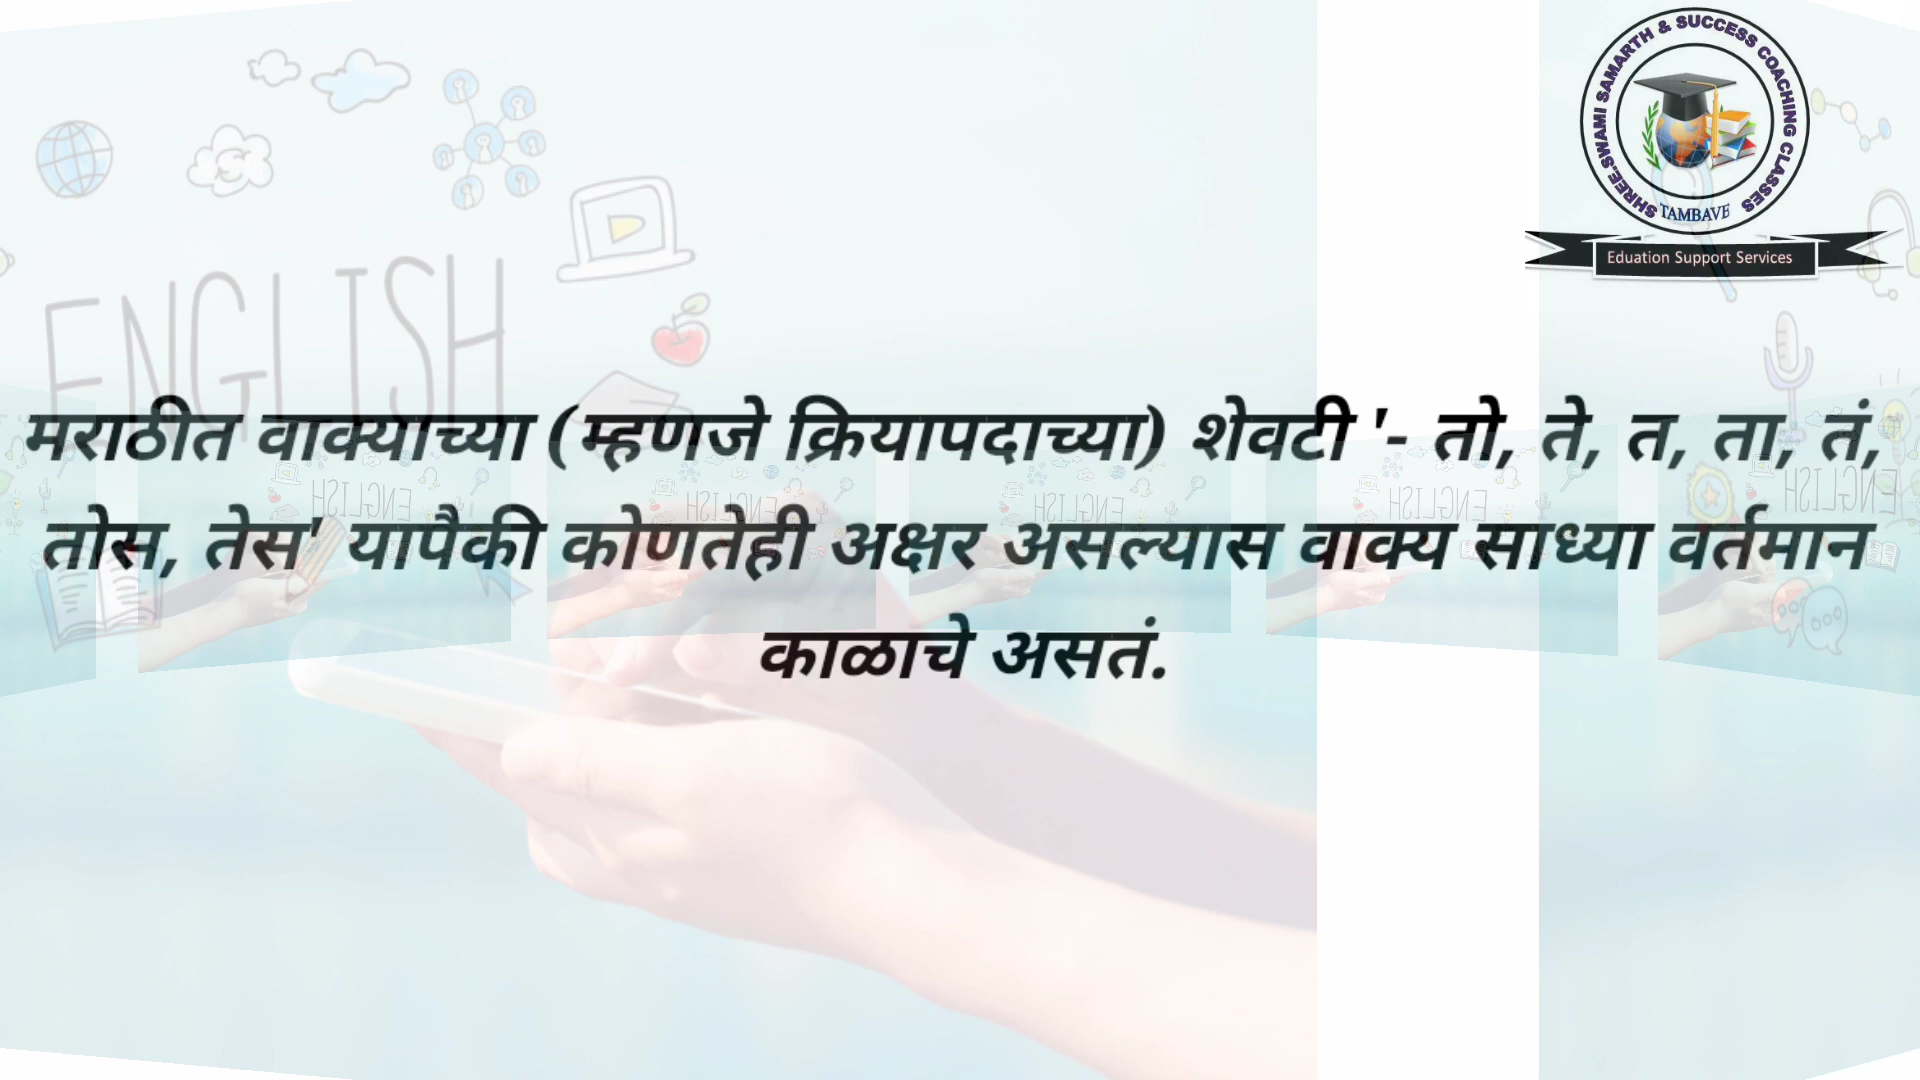 SHREE.SWAMI SAMARTH & SUCCESS COACHING CLASSES
TAMBAVE
Eduation Support Services
ENGLISH
मराठीत वाक्याच्या (म्हणजे क्रियापदाच्या) शेवटी '- तो, ते, त, ता, तं,
तोस, तेस' यापैकी कोणतेही अक्षर असल्यास वाक्य साध्या वर्तमान
काळाचे असतं.